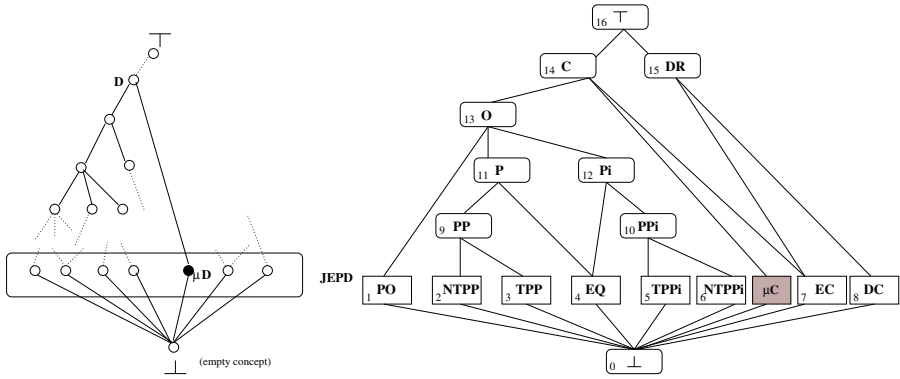 ⊤
D
μD
(empty concept)
⊥
16 ⊤
14 C
15 DR
13 O
11 P
12 Pi
9 PP
10 PPi
JEPD
1 PO
2 NTPP
3 TPP
4 EQ
5 TPPi
6 NTPPi
μC
7 EC
8 DC
0 ⊥